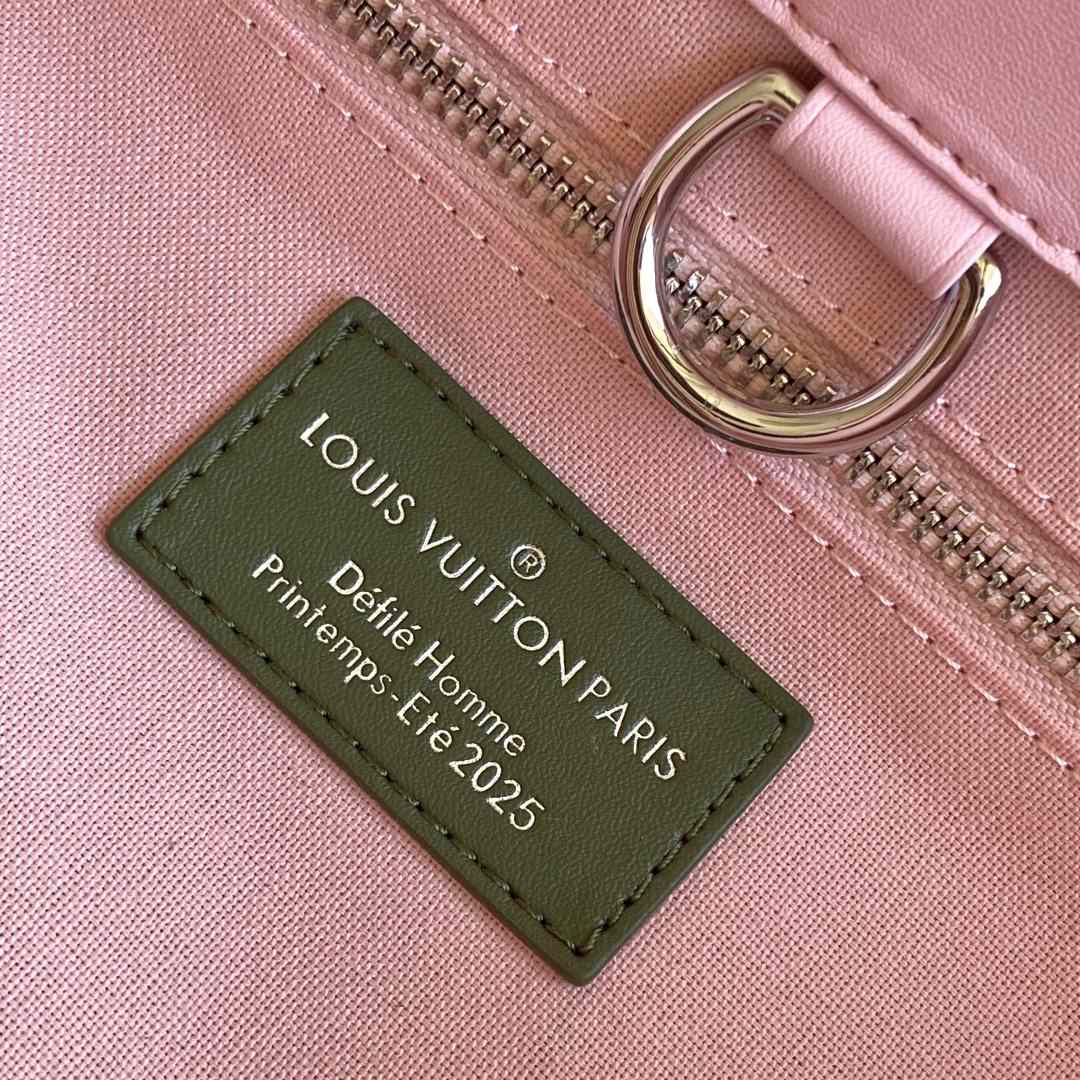 LOUIS VUITTON PARIS
®
Défilé Homme
Printemps-Eté 2025